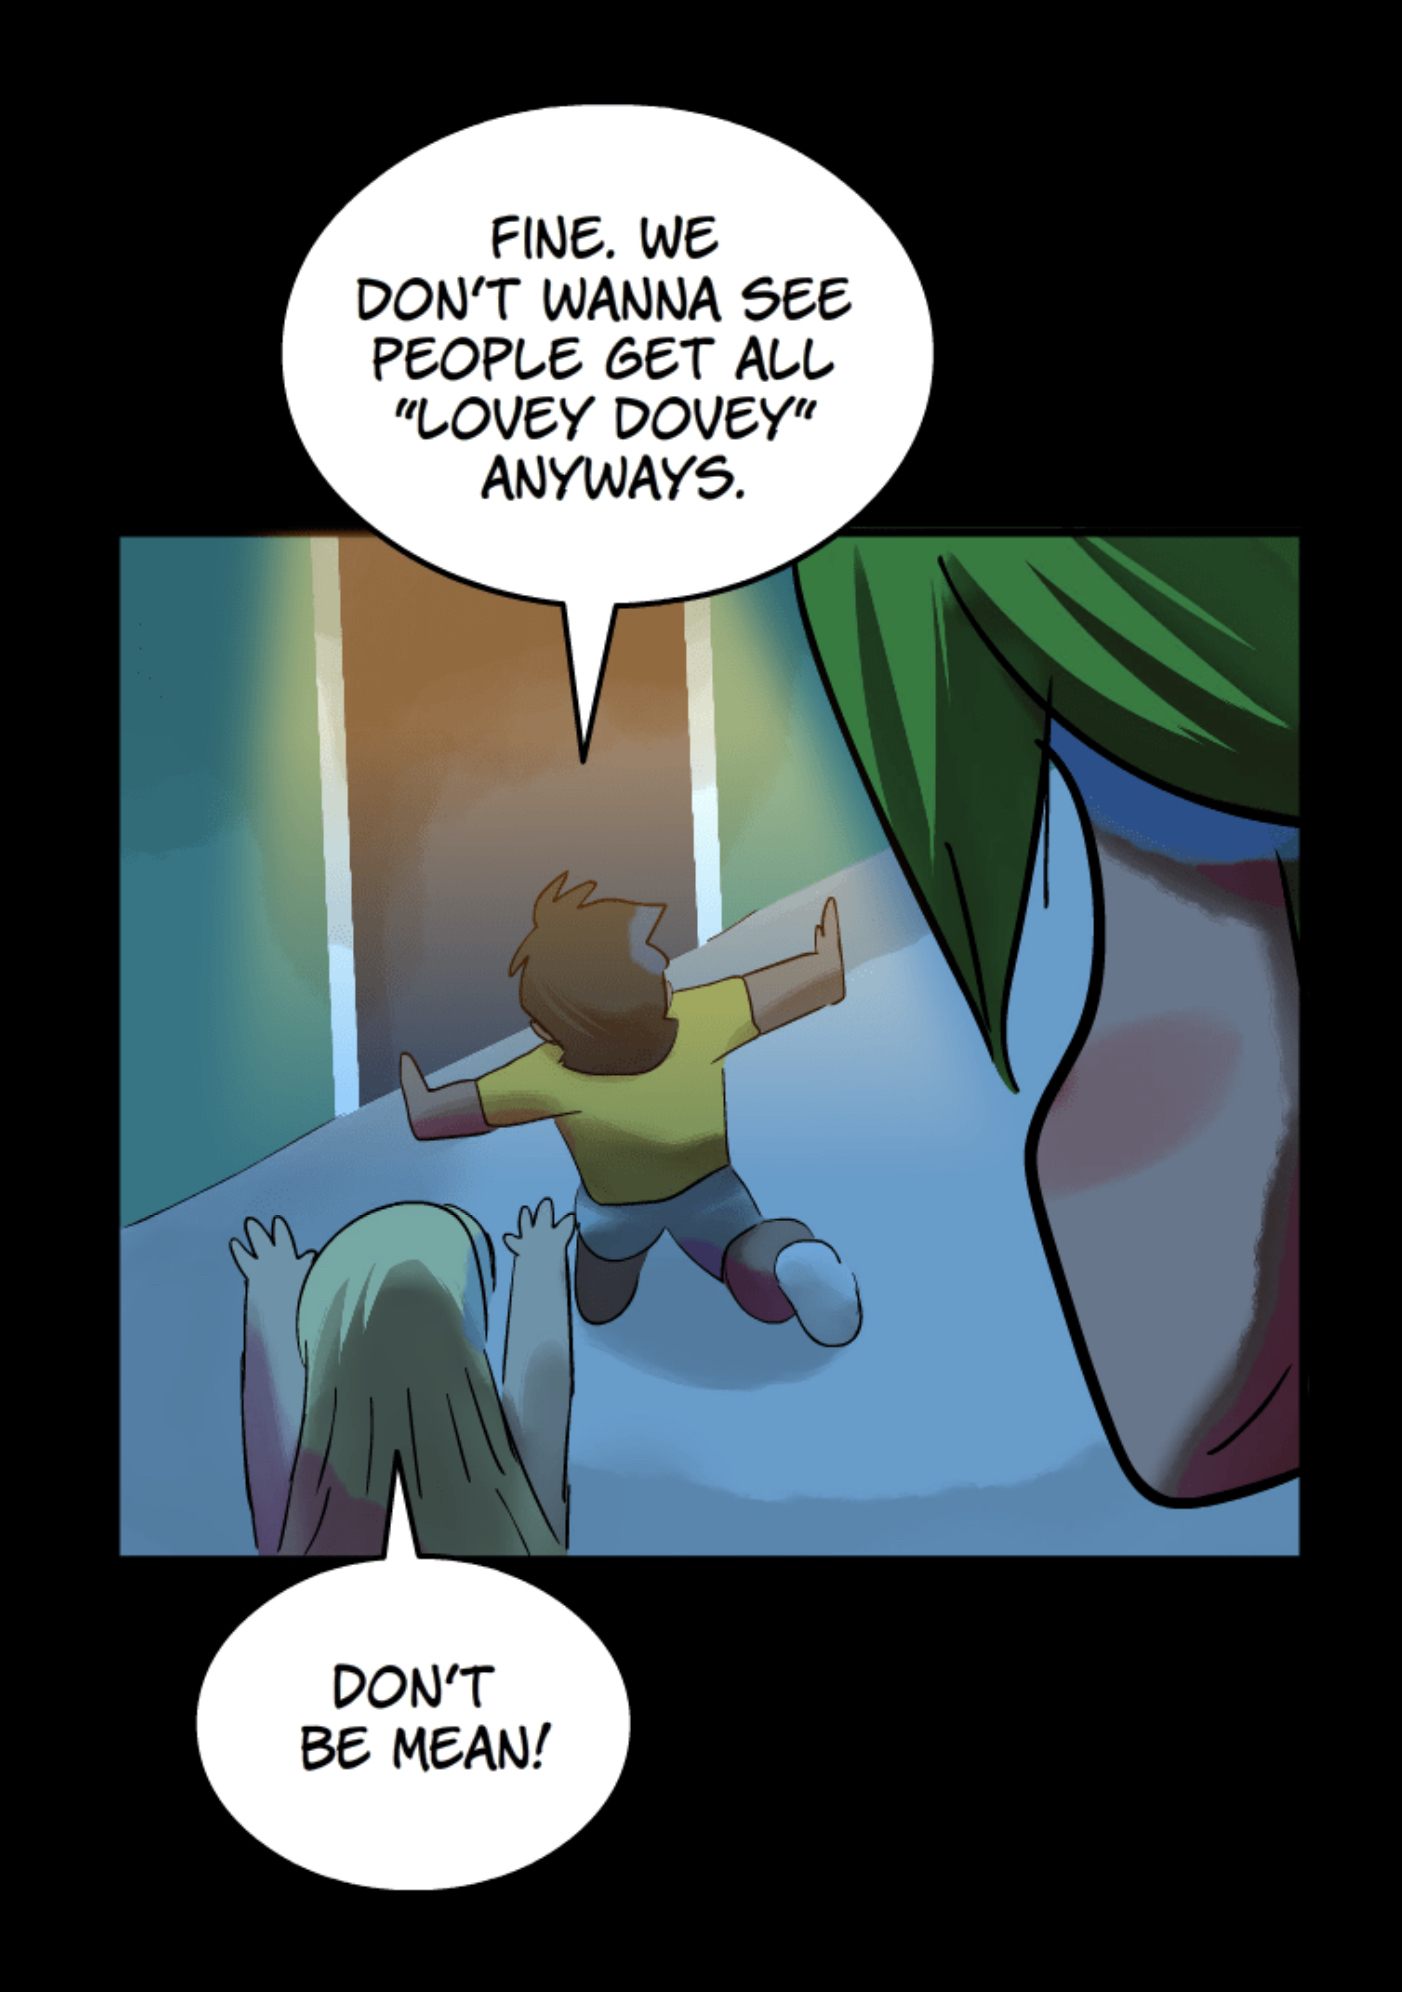 FINE. WE
DON'T WANNA SEE
PEOPLE GET ALL
"LOVEY DOVEY"
ANYWAYS.
DON'T
BE MEAN!